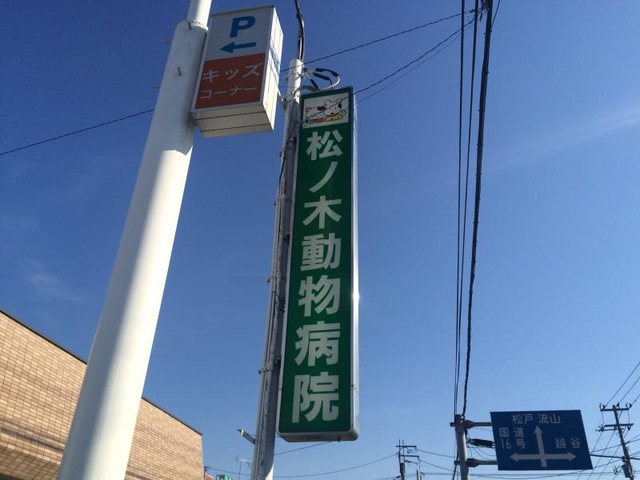 P
キッズ
コーナー
松ノ木動物病院
松戸・流山
国道
16号
越谷